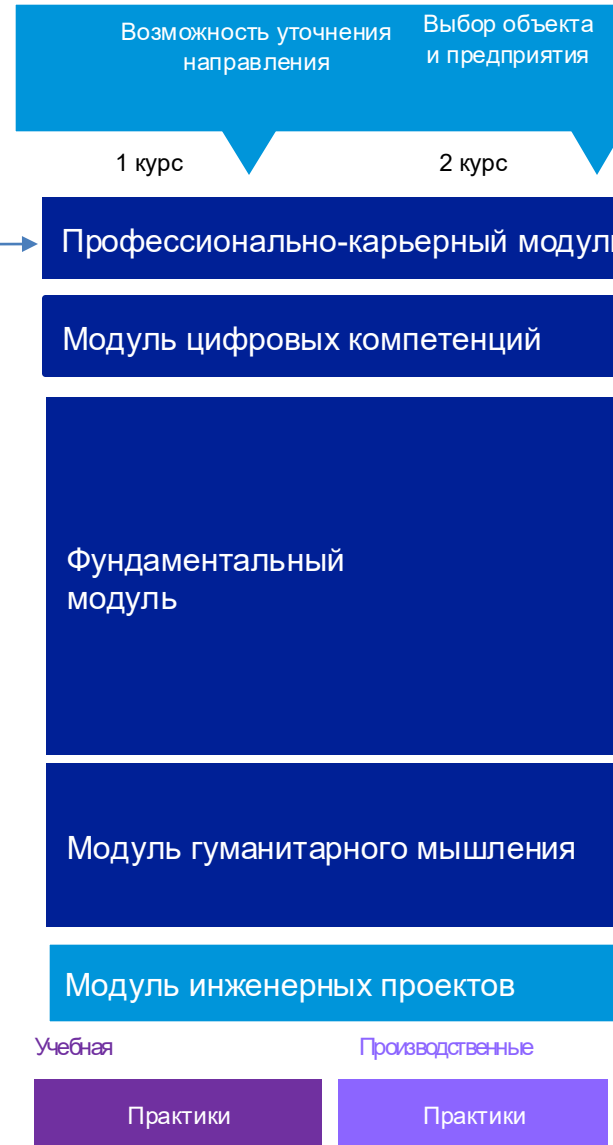 Возможность уточнения
направления
Выбор объекта
и предприятия
1 курс
2 курс
Профессионально-карьерный модуль
Модуль цифровых компетенций
Фундаментальный
модуль
Модуль гуманитарного мышления
Модуль инженерных проектов
Учебная
Производственные
Практики
Практики